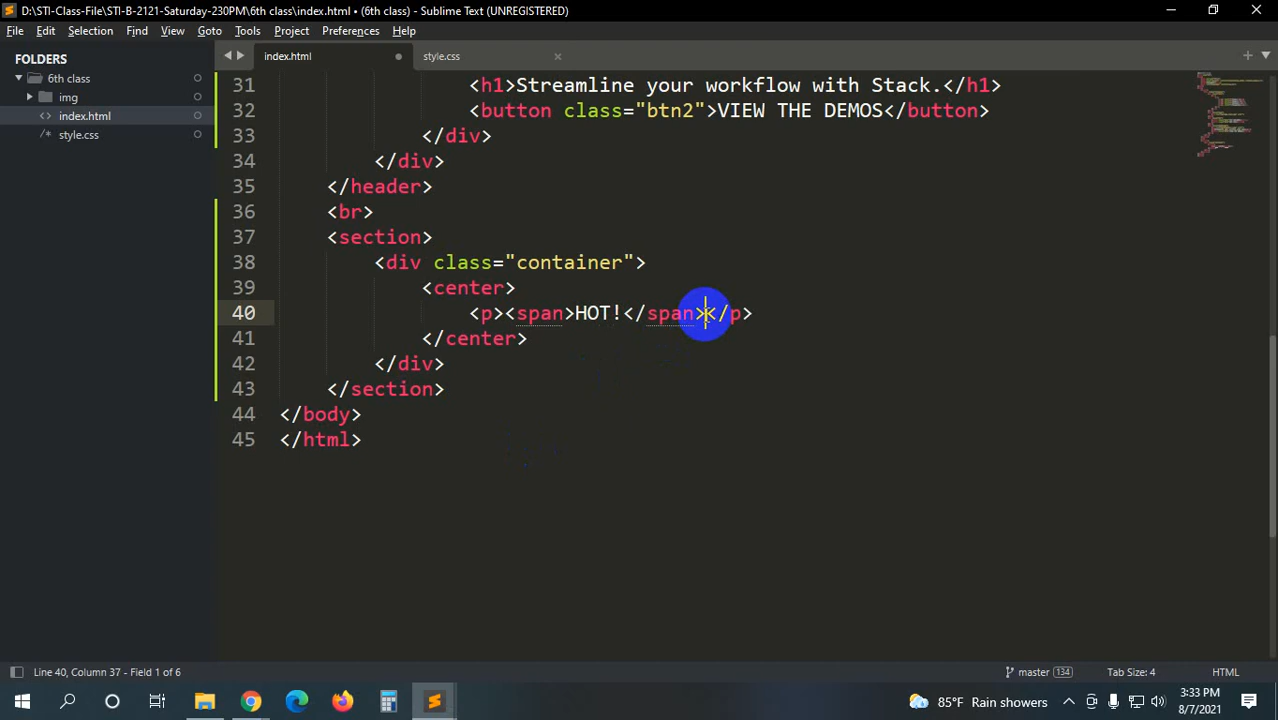 D:\STI-Class-File\STI-B-2121-Saturday-230PM\6th class\index.html • (6th class) - Sublime Text (UNREGISTERED)
File Edit Selection Find View Goto Tools Project Preferences Help
FOLDERS
6th class
img
<> index.html
/* style.css
index.html
style.css ×
31 <h1>Streamline your workflow with Stack.</h1>
32 <button class="btn2">VIEW THE DEMOS</button>
33 </div>
34 </div>
35 </header>
36 <br>
37 <section>
38 <div class="container">
39 <center>
40 <p><span>HOT!</span></p>
41 </center>
42 </div>
43 </section>
44 </body>
45 </html>
Line 40, Column 37 - Field 1 of 6
master 134
Tab Size: 4
HTML
85°F Rain showers
3:33 PM
8/7/2021